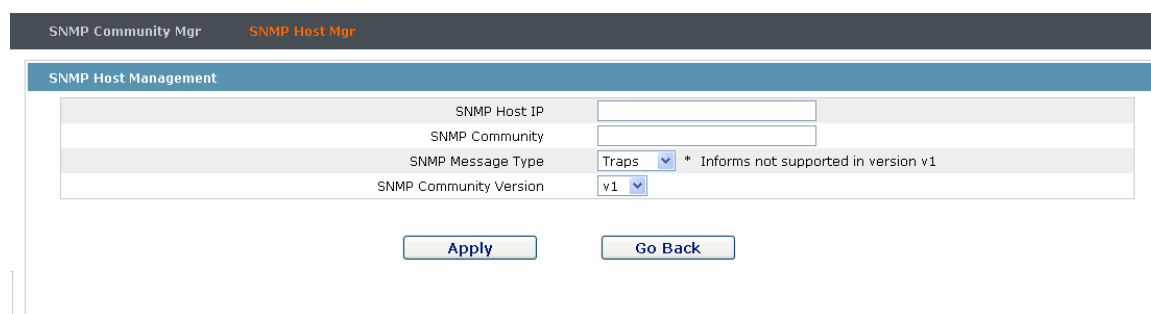 SNMP Community Mgr SNMP Host Mgr
SNMP Host Management
SNMP Host IP
SNMP Community
SNMP Message Type Traps * Informs not supported in version v1
SNMP Community Version v1
Apply Go Back